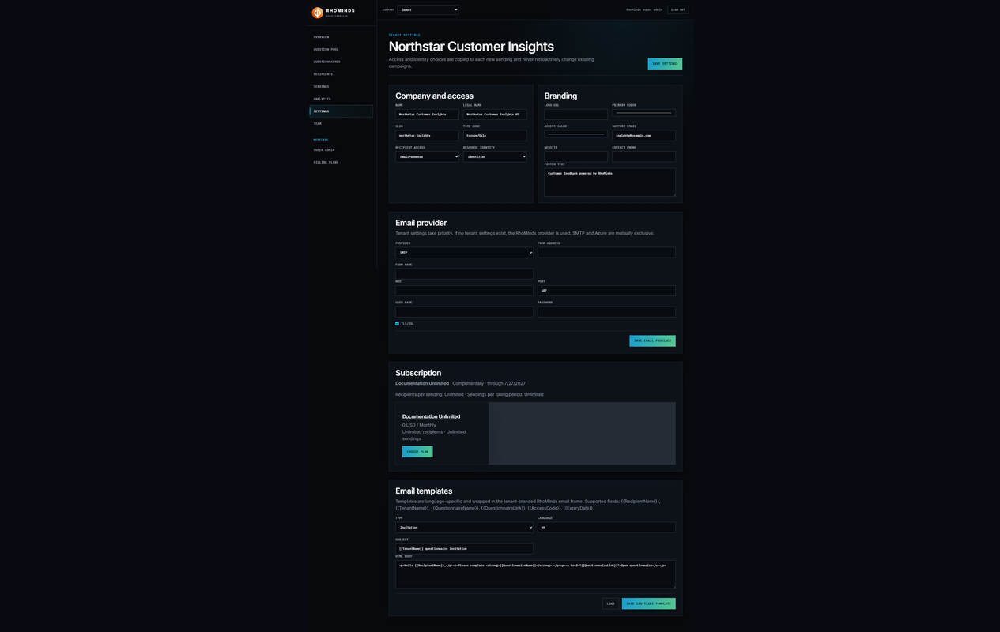 RHOMINDS
QUESTIONNAIRE
COMPANY
Select
RhoMinds super admin
SIGN OUT
OVERVIEW
QUESTION POOL
QUESTIONNAIRES
RECIPIENTS
SENDINGS
ANALYTICS
SETTINGS
TEAM
RHOMINDS
SUPER ADMIN
BILLING PLANS
TENANT SETTINGS
Northstar Customer Insights
Access and identity choices are copied to each new sending and never retroactively change existing
campaigns.
SAVE SETTINGS
Company and access
NAME
LEGAL NAME
Northstar Customer Insights
Northstar Customer Insights AS
SLUG
TIME ZONE
northstar-insights
Europe/Oslo
RECIPIENT ACCESS
RESPONSE IDENTITY
EmailPassword
Identified
Branding
LOGO URL
PRIMARY COLOR
ACCENT COLOR
SUPPORT EMAIL
insights@example.com
WEBSITE
CONTACT PHONE
FOOTER TEXT
Customer feedback powered by RhoMinds
Email provider
Tenant settings take priority. If no tenant settings exist, the RhoMinds provider is used. SMTP and Azure are mutually exclusive.
PROVIDER
FROM ADDRESS
SMTP
FROM NAME
HOST
PORT
587
USER NAME
PASSWORD
TLS/SSL
SAVE EMAIL PROVIDER
Subscription
Documentation Unlimited · Complimentary · through 7/27/2027
Recipients per sending: Unlimited · Sendings per billing period: Unlimited
Documentation Unlimited
0 USD / Monthly
Unlimited recipients · Unlimited
sendings
CHOOSE PLAN
Email templates
Templates are language-specific and wrapped in the tenant-branded RhoMinds email frame. Supported fields: {{RecipientName}},
{{TenantName}}, {{QuestionnaireName}}, {{QuestionnaireLink}}, {{AccessCode}}, {{ExpiryDate}}.
TYPE
LANGUAGE
Invitation
en
SUBJECT
{{TenantName}} questionnaire invitation
HTML BODY
<p>Hello {{RecipientName}},</p><p>Please complete <strong>{{QuestionnaireName}}</strong>.</p><p><a href="{{QuestionnaireLink}}">Open questionnaire</a></p>
LOAD
SAVE SANITIZED TEMPLATE